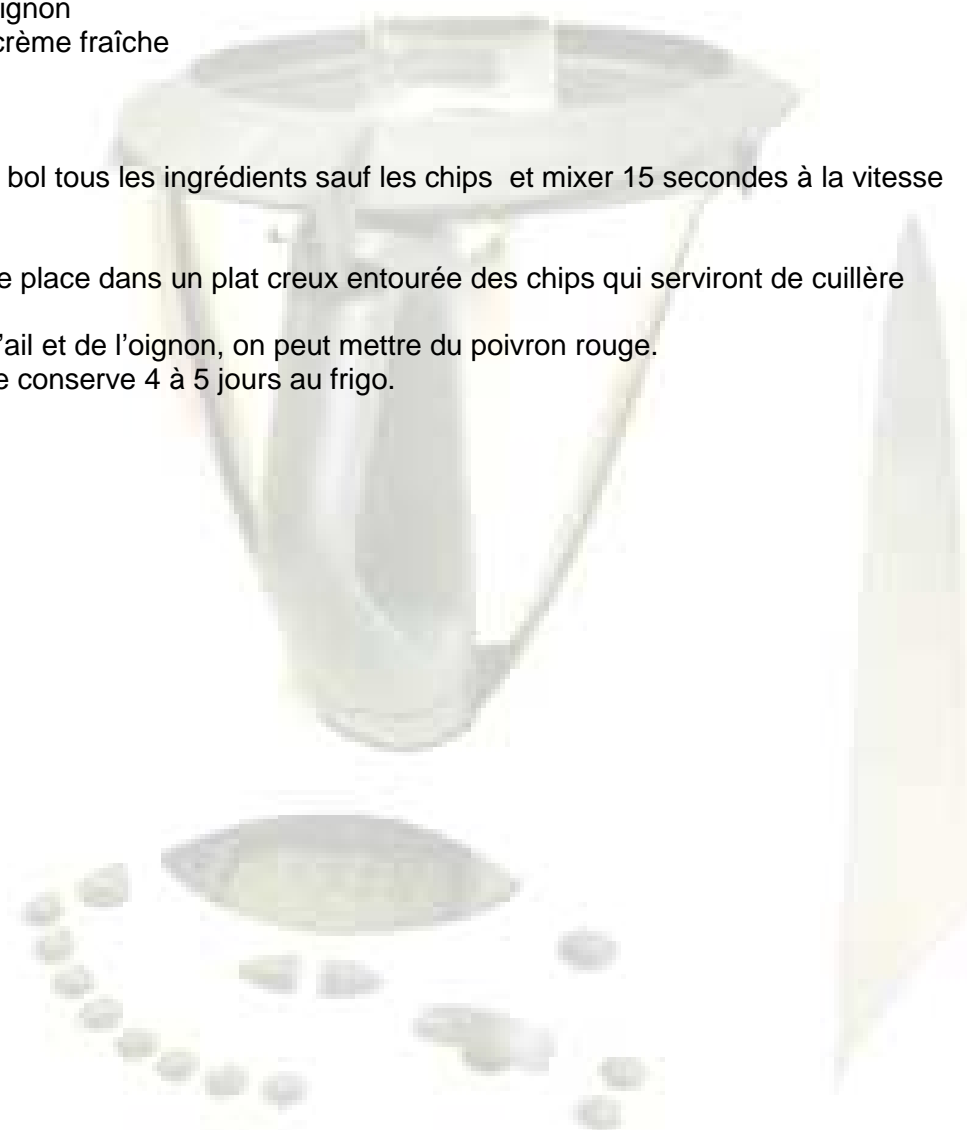 ignon
crème fraîche
bol tous les ingrédients sauf les chips et mixer 15 secondes à la vitesse
e place dans un plat creux entourée des chips qui serviront de cuillère
’ail et de l’oignon, on peut mettre du poivron rouge.
e conserve 4 à 5 jours au frigo.